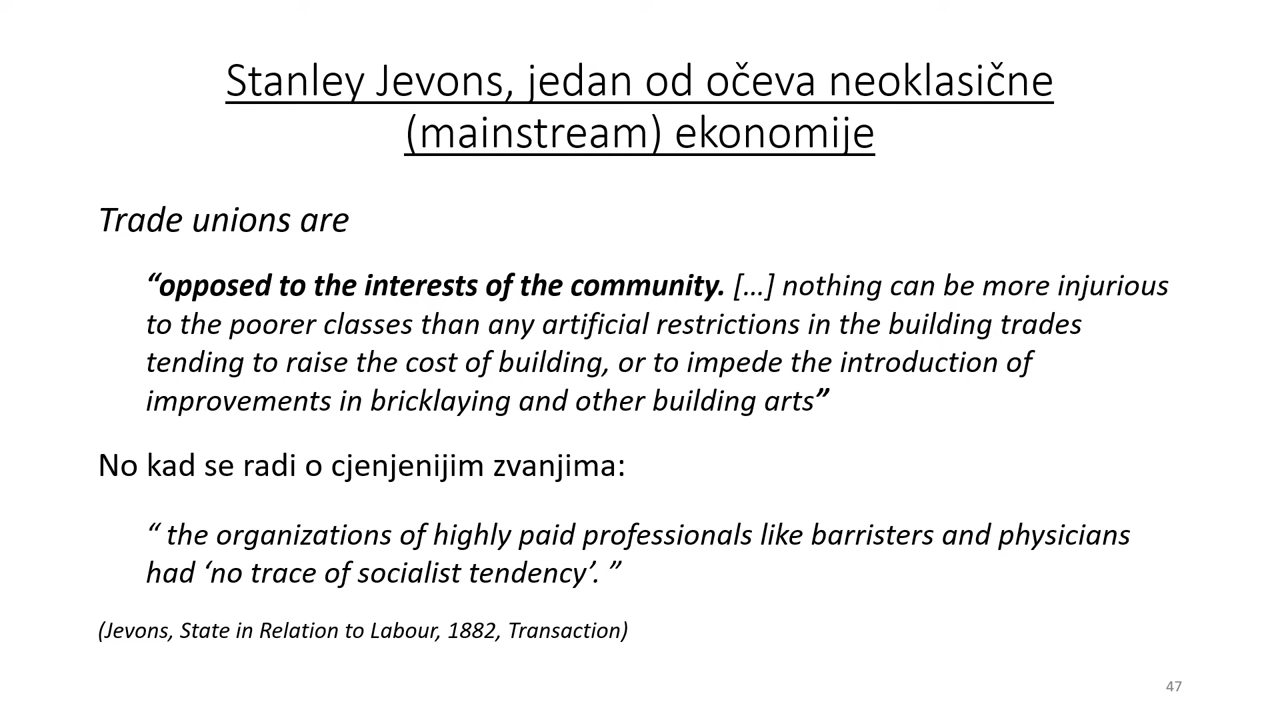 Stanley Jevons, jedan od očeva neoklasične
(mainstream) ekonomije
Trade unions are
“opposed to the interests of the community. […] nothing can be more injurious
to the poorer classes than any artificial restrictions in the building trades
tending to raise the cost of building, or to impede the introduction of
improvements in bricklaying and other building arts”
No kad se radi o cjenjenijim zvanjima:
“ the organizations of highly paid professionals like barristers and physicians
had ‘no trace of socialist tendency’. ”
(Jevons, State in Relation to Labour, 1882, Transaction)
47